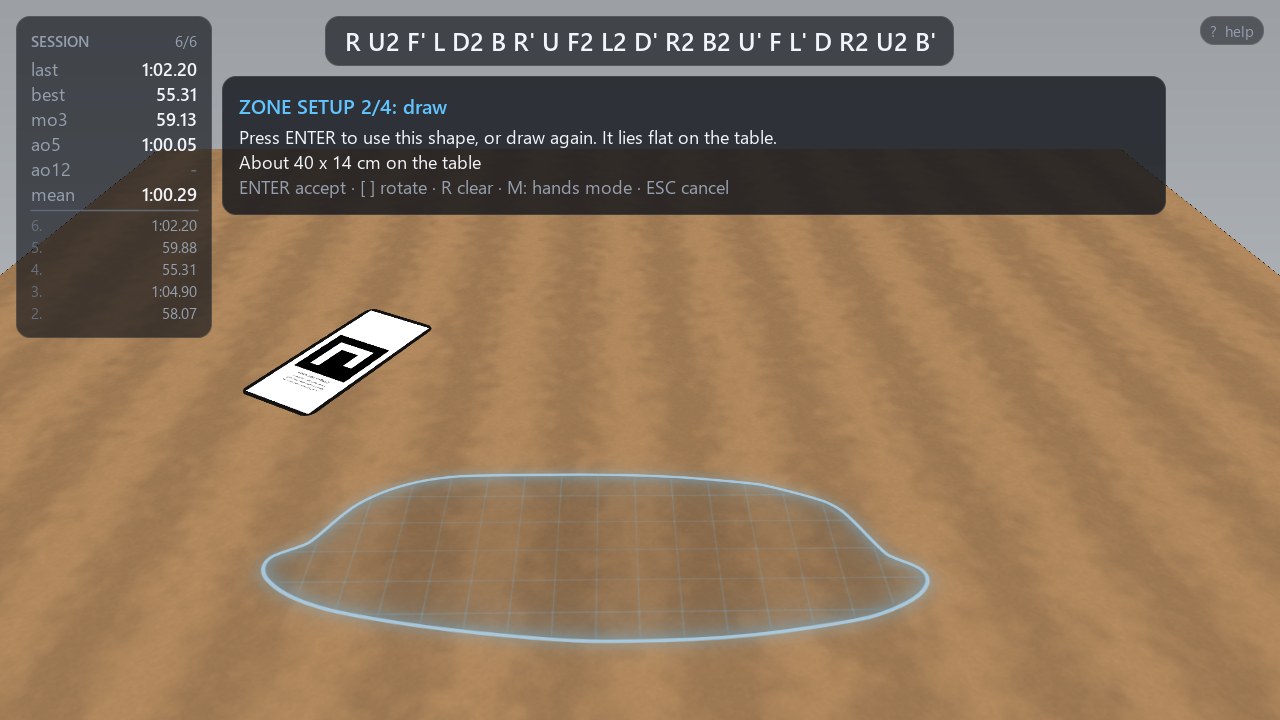 SESSION 6/6
last 1:02.20
best 55.31
mo3 59.13
ao5 1:00.05
ao12 -
mean 1:00.29
6. 1:02.20
5. 59.88
4. 55.31
3. 1:04.90
2. 58.07
R U2 F' L D2 B R' U F2 L2 D' R2 B2 U' F L' D R2 U2 B'
? help
ZONE SETUP 2/4: draw
Press ENTER to use this shape, or draw again. It lies flat on the table.
About 40 x 14 cm on the table
ENTER accept · [ ] rotate · R clear · M: hands mode · ESC cancel